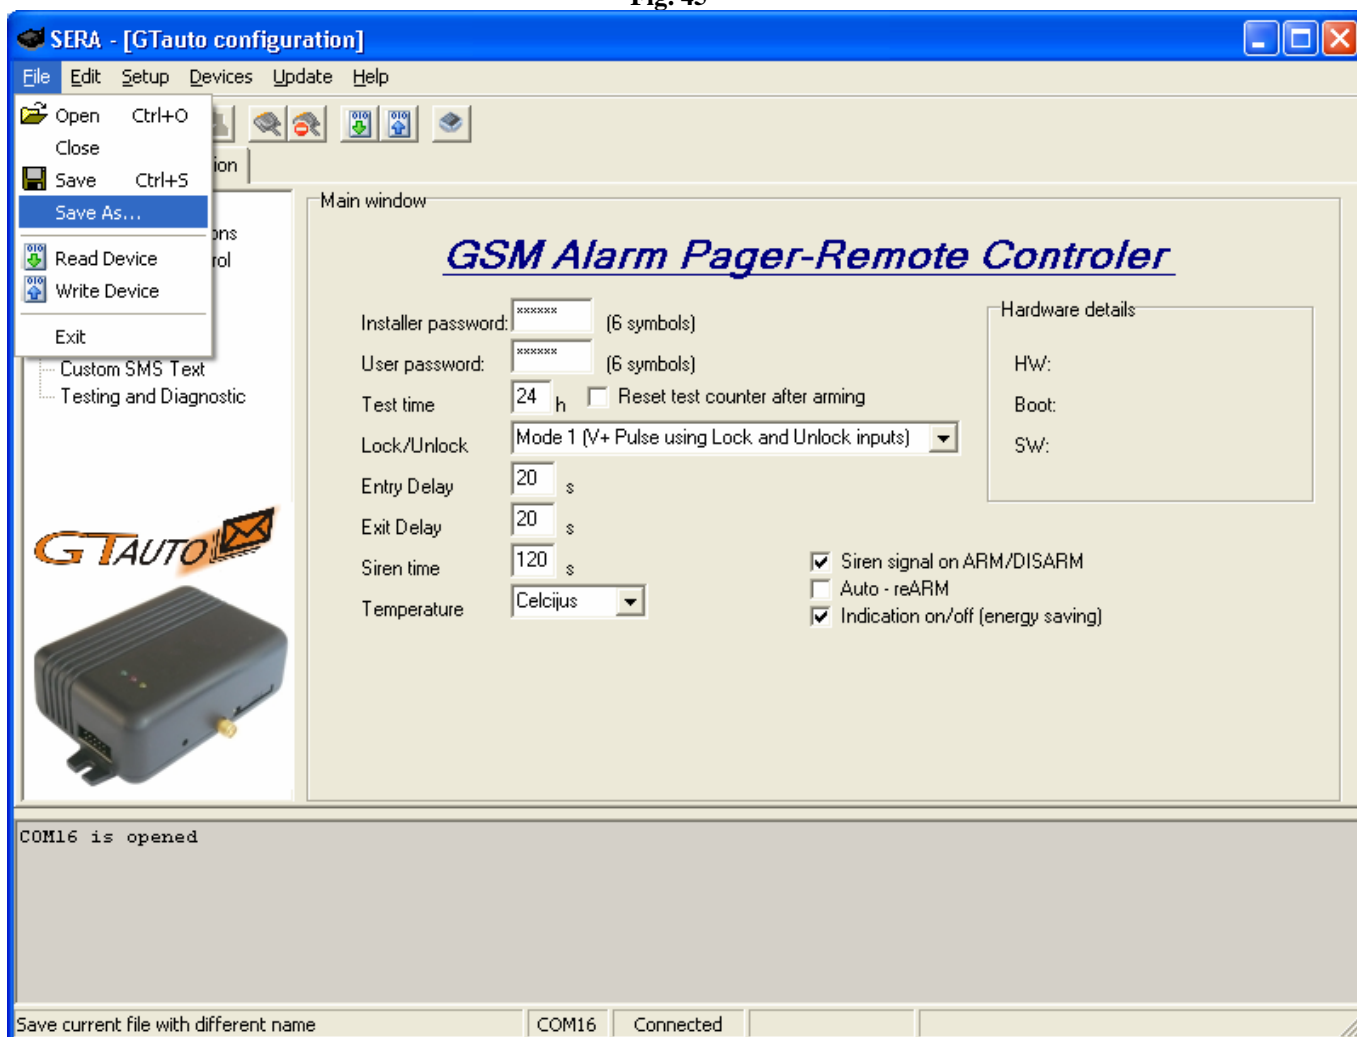 SERA - [GTauto configuration]
File Edit Setup Devices Update Help
Open Ctrl+O
Close
Save Ctrl+S
Save As...
Read Device
Write Device
Exit
Custom SMS Text
Testing and Diagnostic
GTAUTO
Main window
GSM Alarm Pager-Remote Controler
Installer password: ****** (6 symbols)
User password: ****** (6 symbols)
Test time 24 h Reset test counter after arming
Lock/Unlock Mode 1 (V+ Pulse using Lock and Unlock inputs)
Entry Delay 20 s
Exit Delay 20 s
Siren time 120 s
Temperature Celcijus
Hardware details
HW:
Boot:
SW:
Siren signal on ARM/DISARM
Auto - reARM
Indication on/off (energy saving)
COM16 is opened
Save current file with different name COM16 Connected